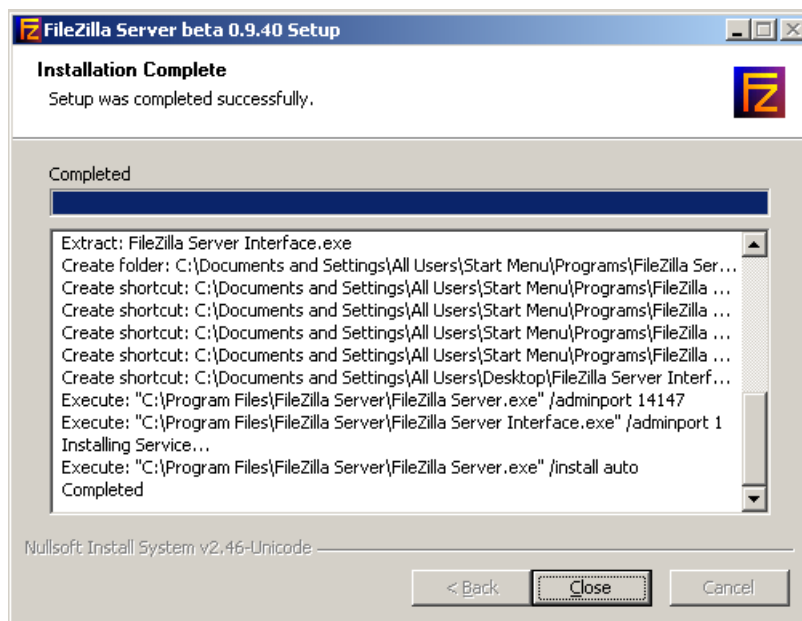 FileZilla Server beta 0.9.40 Setup
Installation Complete
Setup was completed successfully.
Completed
Extract: FileZilla Server Interface.exe
Create folder: C:\Documents and Settings\All Users\Start Menu\Programs\FileZilla Ser...
Create shortcut: C:\Documents and Settings\All Users\Start Menu\Programs\FileZilla ...
Create shortcut: C:\Documents and Settings\All Users\Start Menu\Programs\FileZilla ...
Create shortcut: C:\Documents and Settings\All Users\Start Menu\Programs\FileZilla ...
Create shortcut: C:\Documents and Settings\All Users\Start Menu\Programs\FileZilla ...
Create shortcut: C:\Documents and Settings\All Users\Desktop\FileZilla Server Interf...
Execute: "C:\Program Files\FileZilla Server\FileZilla Server.exe" /adminport 14147
Execute: "C:\Program Files\FileZilla Server\FileZilla Server Interface.exe" /adminport 1
Installing Service...
Execute: "C:\Program Files\FileZilla Server\FileZilla Server.exe" /install auto
Completed
Nullsoft Install System v2.46-Unicode
< Back Close Cancel